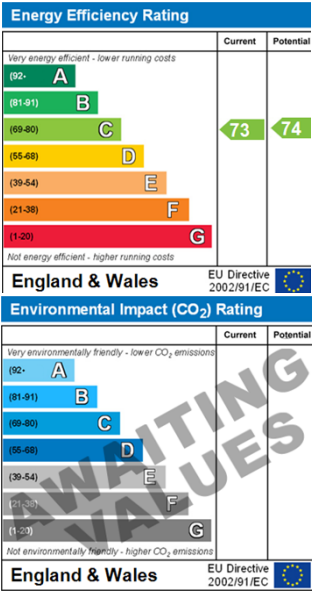 Energy Efficiency Rating
Current Potential
Very energy efficient - lower running costs
(92- A
(81-91) B
(69-80) C 73 74
(55-68) D
(39-54) E
(21-38) F
(1-20) G
Not energy efficient - higher running costs
England & Wales EU Directive
2002/91/EC
Environmental Impact (CO₂) Rating
Current Potential
Very environmentally friendly - lower CO₂ emissions
(92- A
(81-91) B
(69-80) C
(55-68) D
(39-54) E
(21-38) F
(1-20) G
AWAITING
VALUES
Not environmentally friendly - higher CO₂ emissions
England & Wales EU Directive
2002/91/EC